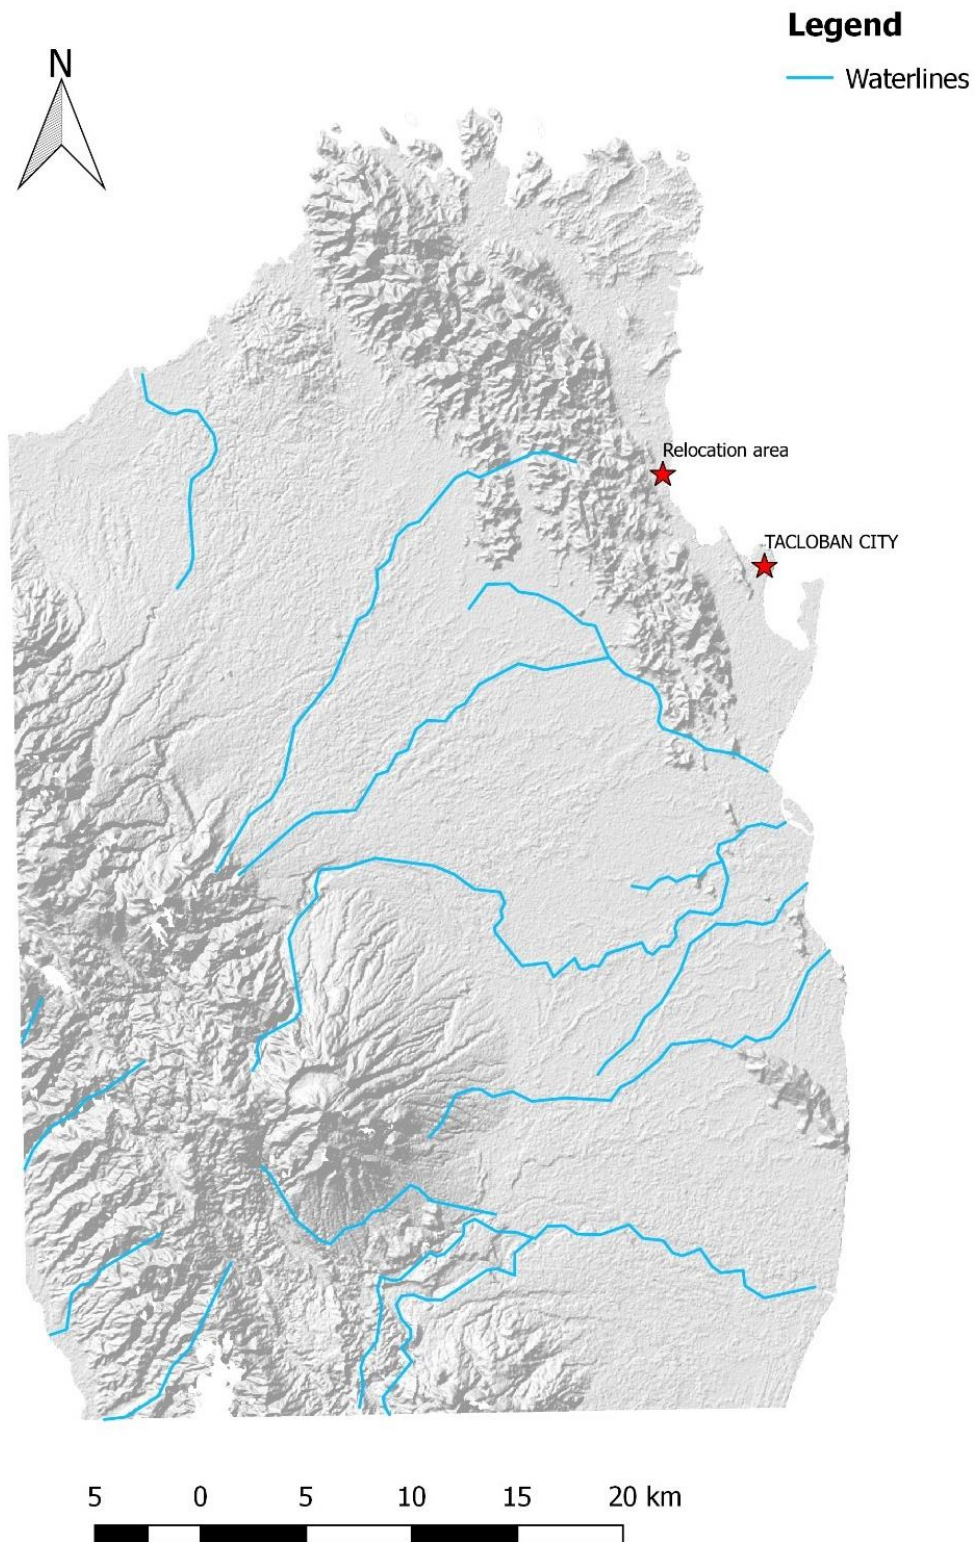 Legend
Waterlines
N
Relocation area
TACLOBAN CITY
5 0 5 10 15 20 km